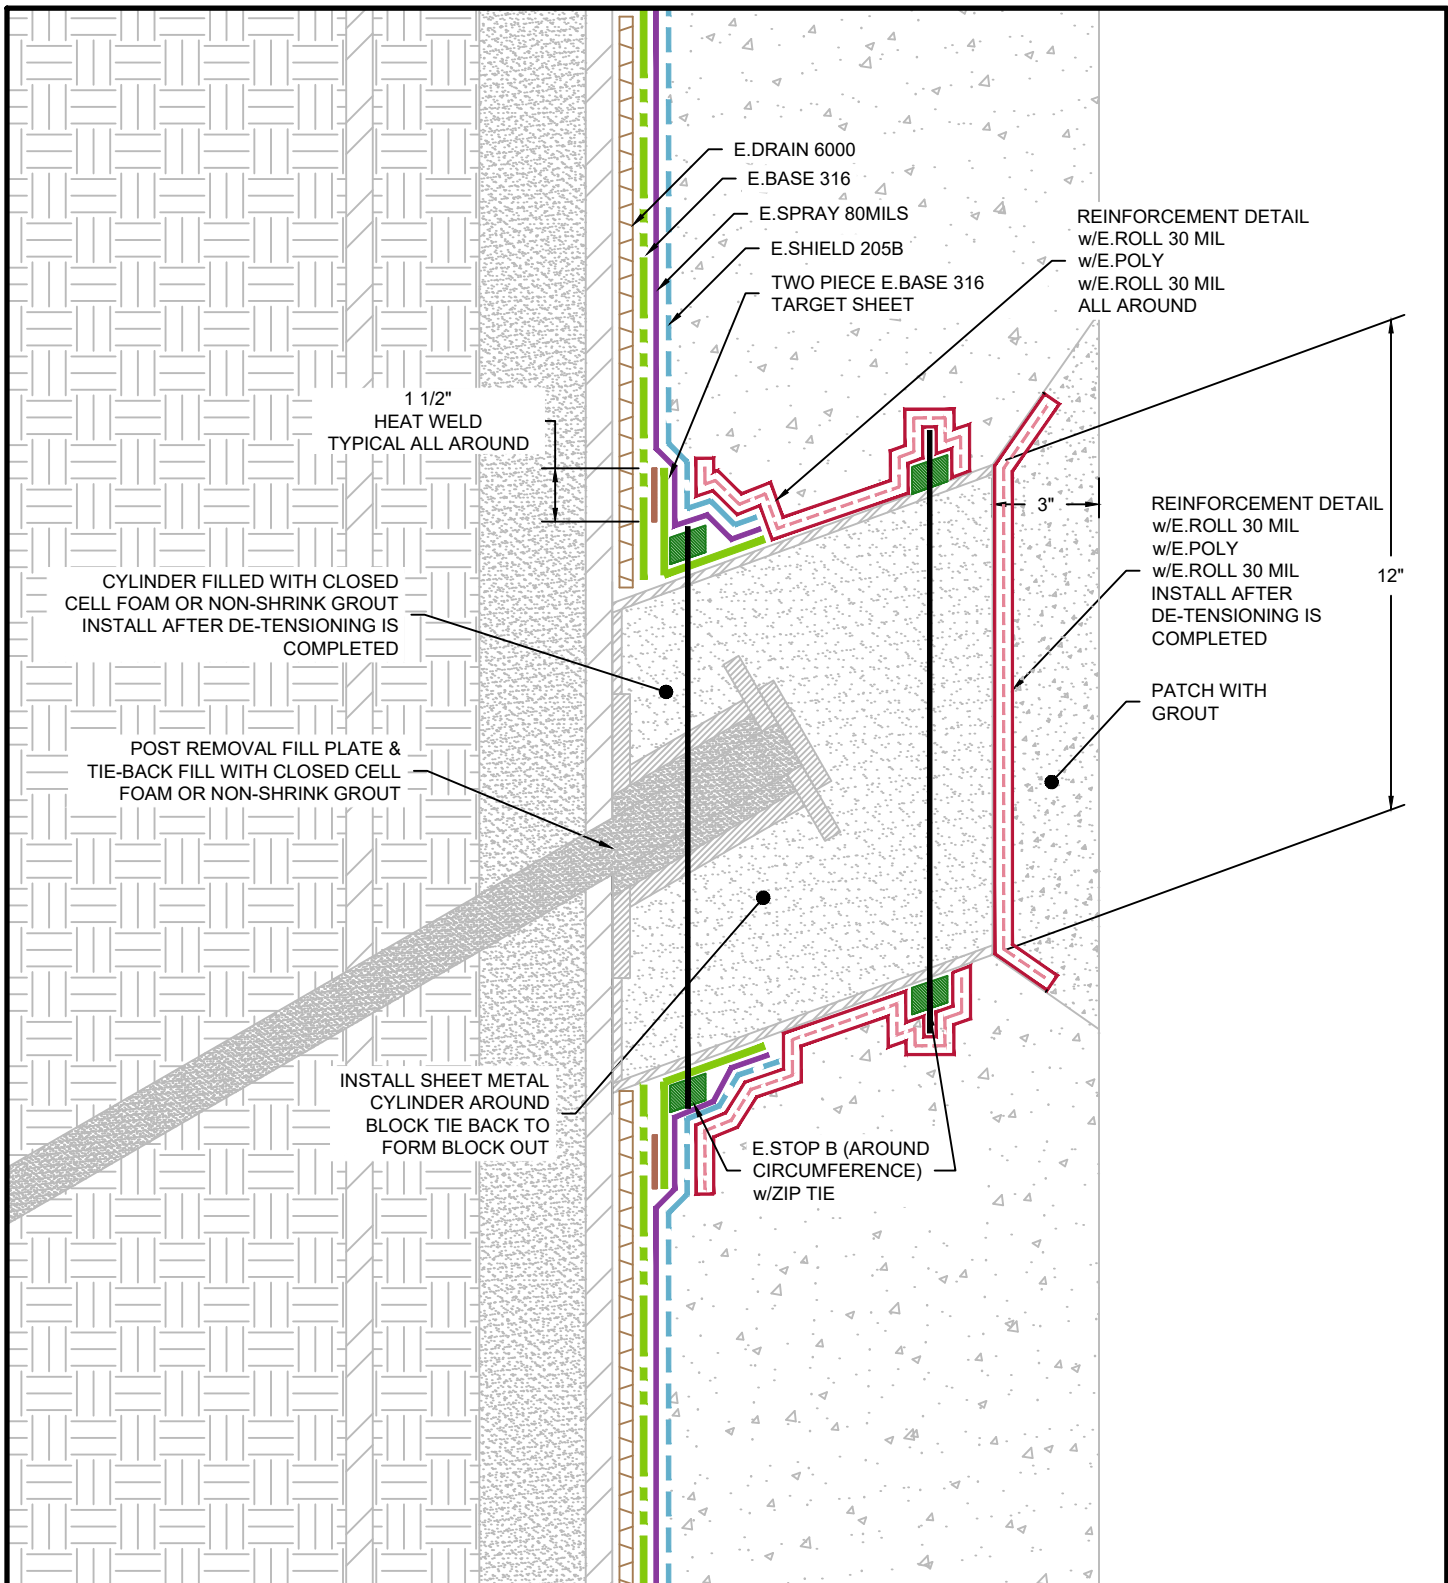 E.DRAIN 6000
E.BASE 316
E.SPRAY 80MILS
E.SHIELD 205B
TWO PIECE E.BASE 316
TARGET SHEET
REINFORCEMENT DETAIL
w/E.ROLL 30 MIL
w/E.POLY
w/E.ROLL 30 MIL
ALL AROUND
1 1/2"
HEAT WELD
TYPICAL ALL AROUND
3"
REINFORCEMENT DETAIL
w/E.ROLL 30 MIL
w/E.POLY
w/E.ROLL 30 MIL
INSTALL AFTER
DE-TENSIONING IS
COMPLETED
12"
CYLINDER FILLED WITH CLOSED
CELL FOAM OR NON-SHRINK GROUT
INSTALL AFTER DE-TENSIONING IS
COMPLETED
PATCH WITH
GROUT
POST REMOVAL FILL PLATE &
TIE-BACK FILL WITH CLOSED CELL
FOAM OR NON-SHRINK GROUT
INSTALL SHEET METAL
CYLINDER AROUND
BLOCK TIE BACK TO
FORM BLOCK OUT
E.STOP B (AROUND
CIRCUMFERENCE)
w/ZIP TIE